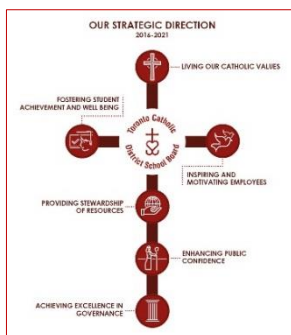 OUR STRATEGIC DIRECTION
2016-2021
LIVING OUR CATHOLIC VALUES
FOSTERING STUDENT
ACHIEVEMENT AND WELL BEING
Toronto Catholic
District School Board
INSPIRING AND
MOTIVATING EMPLOYEES
PROVIDING STEWARDSHIP
OF RESOURCES
ENHANCING PUBLIC
CONFIDENCE
ACHIEVING EXCELLENCE IN
GOVERNANCE